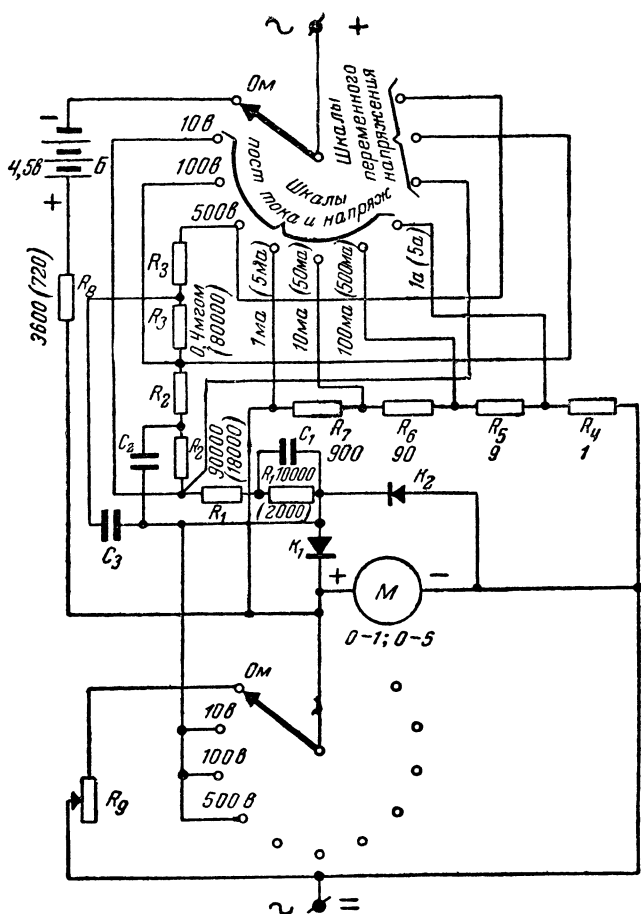 ~ +
Ом
Шкалы
переменного
напряжения
–
4,5в Б
+
10в
100в
500в
Шкалы
пост тока и напряж
R₃
R₃
0,4мгом
(80000)
R₈
3600 (720)
1ма (5ма)
10ма (50ма)
100ма (500ма)
1а (5а)
R₂
R₂
90000
(18000)
C₂
C₁
R₇
900
R₆
90
R₅
9
R₄
1
R₁
R₁ 10000
(2000)
K₂
C₃
K₁
+ М –
0-1; 0-5
Ом
10в
100в
500в
R₉
~ =